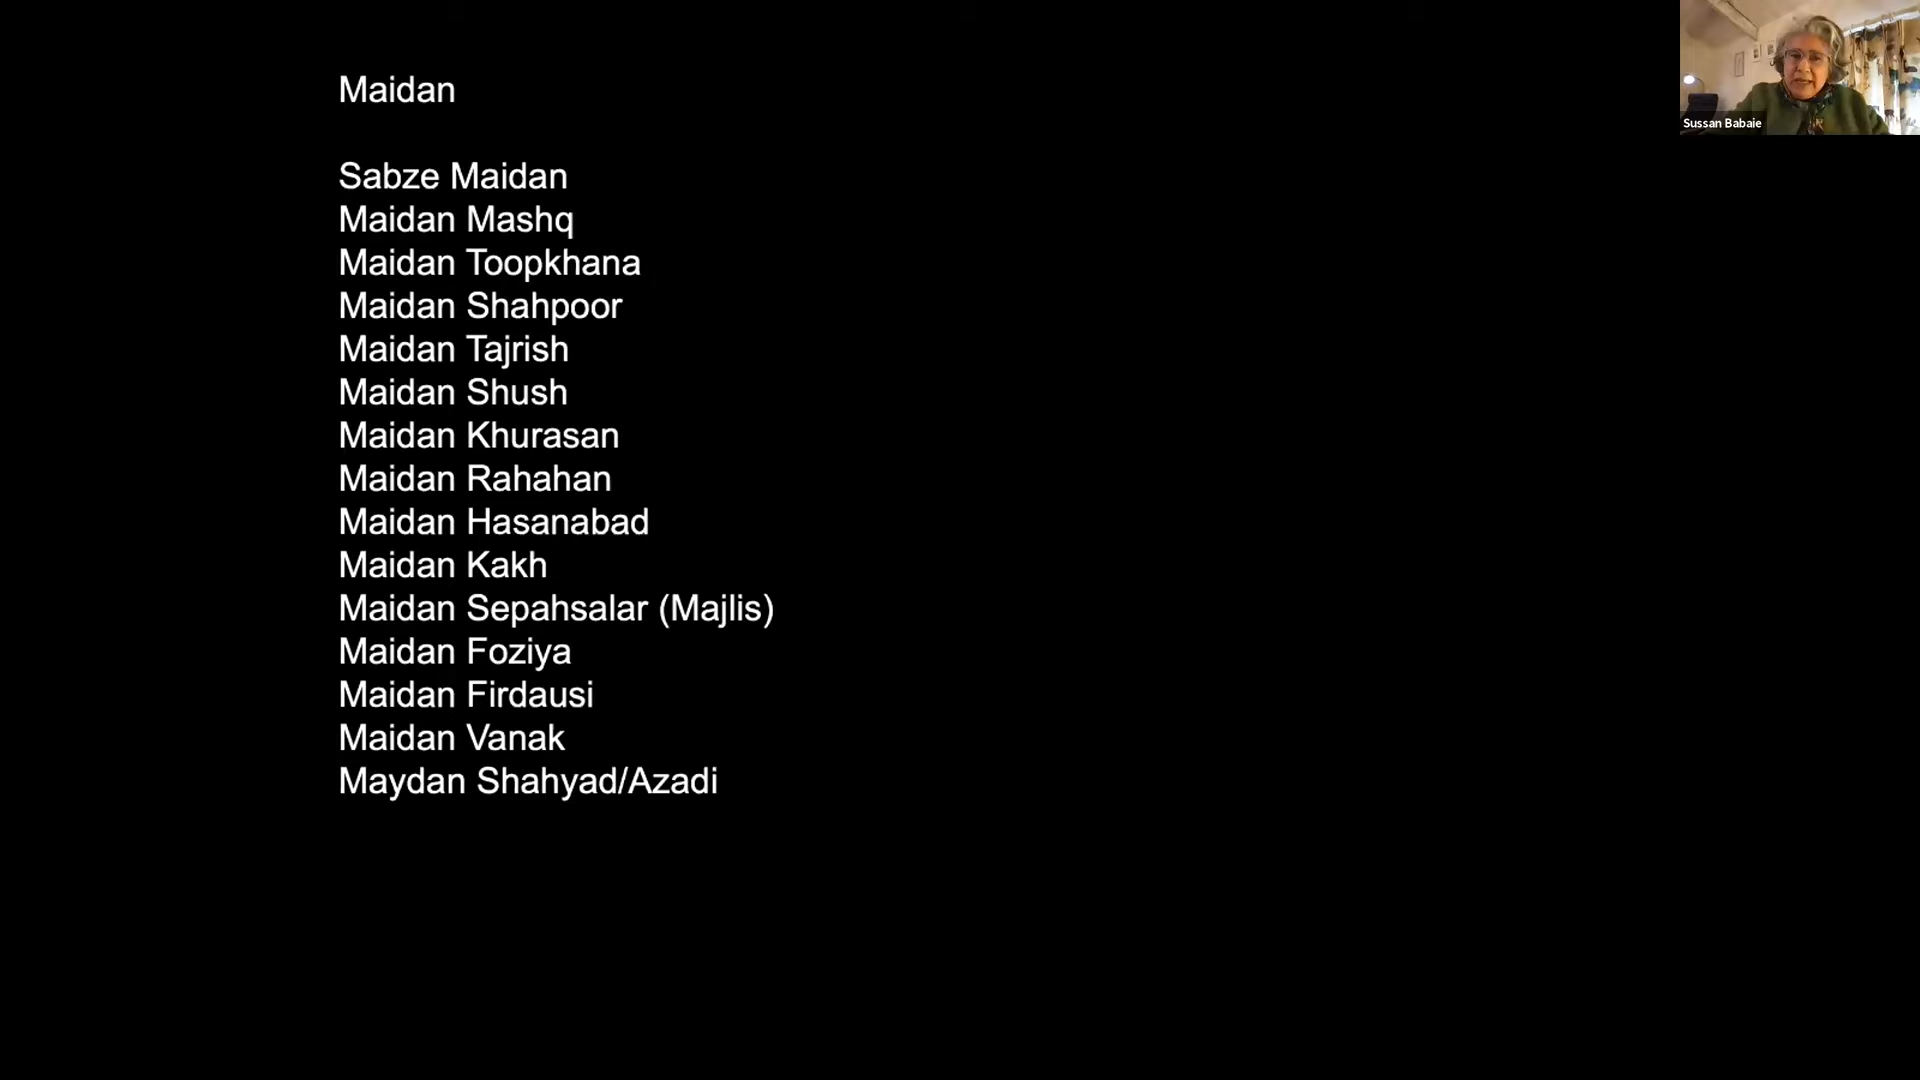 Maidan
Sabze Maidan
Maidan Mashq
Maidan Toopkhana
Maidan Shahpoor
Maidan Tajrish
Maidan Shush
Maidan Khurasan
Maidan Rahahan
Maidan Hasanabad
Maidan Kakh
Maidan Sepahsalar (Majlis)
Maidan Foziya
Maidan Firdausi
Maidan Vanak
Maydan Shahyad/Azadi
Sussan Babaie